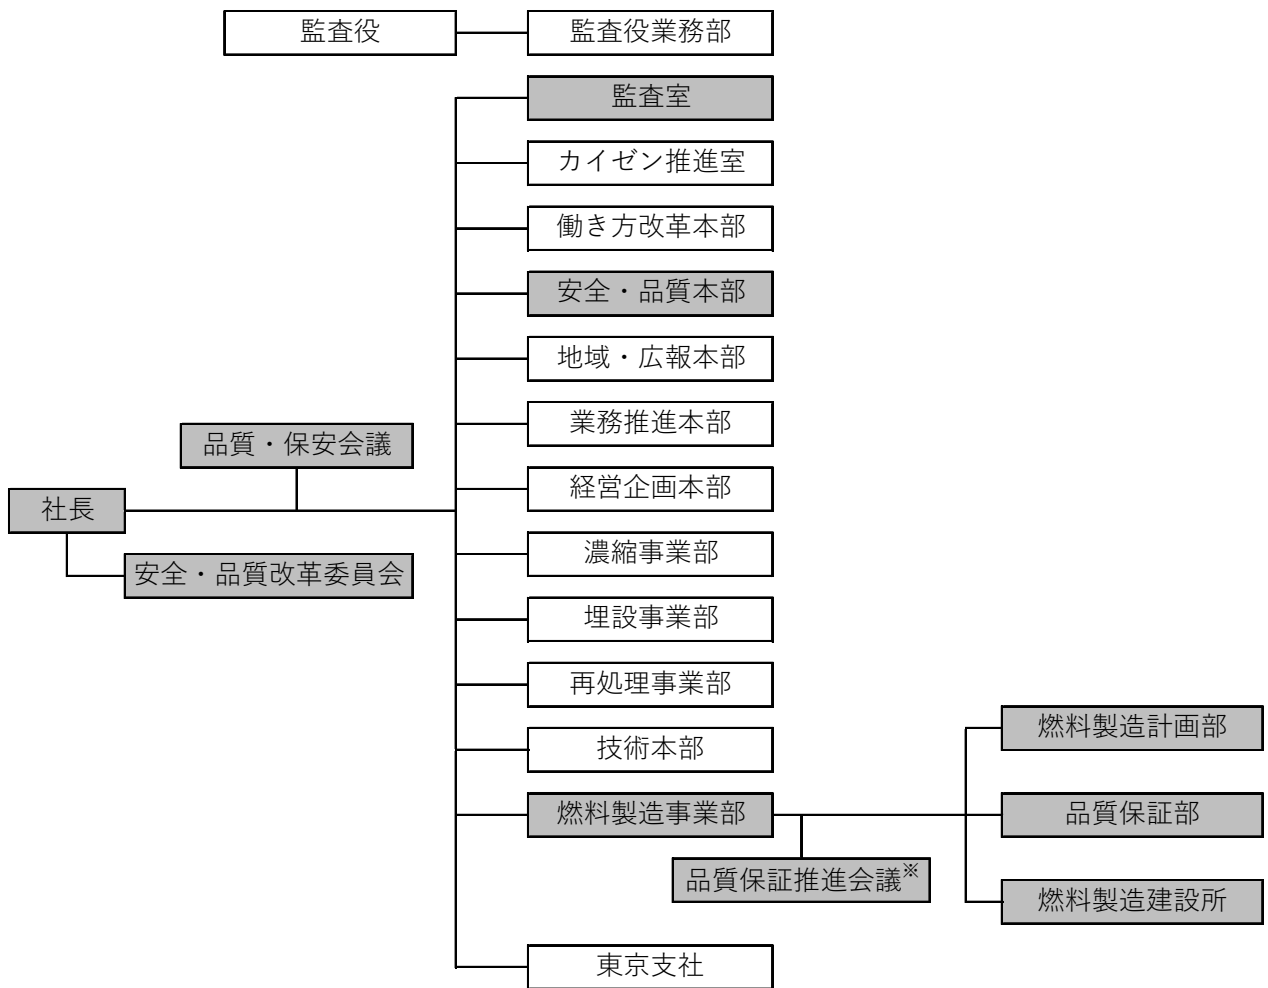 監査役
監査役業務部
監査室
カイゼン推進室
働き方改革本部
安全・品質本部
地域・広報本部
業務推進本部
品質・保安会議
経営企画本部
社長
濃縮事業部
安全・品質改革委員会
埋設事業部
再処理事業部
燃料製造計画部
技術本部
燃料製造事業部
品質保証部
品質保証推進会議※
燃料製造建設所
東京支社